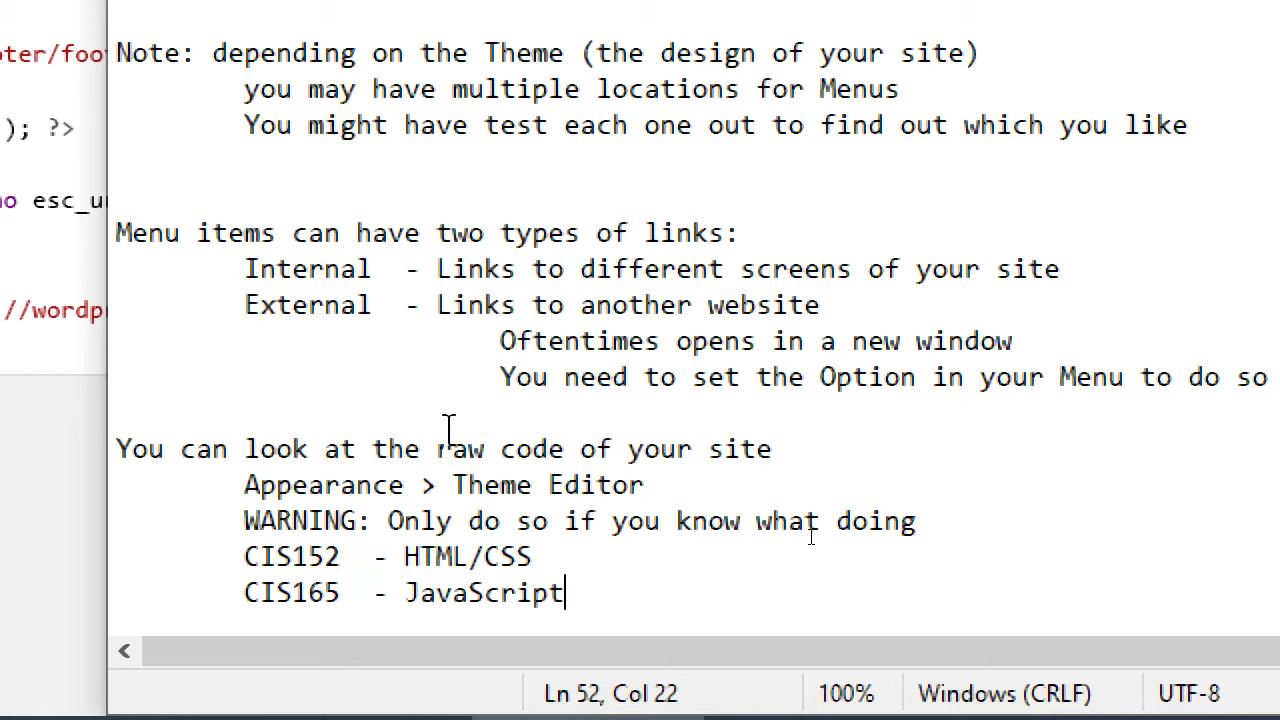 Note: depending on the Theme (the design of your site)
you may have multiple locations for Menus
You might have test each one out to find out which you like
Menu items can have two types of links:
Internal - Links to different screens of your site
External - Links to another website
Oftentimes opens in a new window
You need to set the Option in your Menu to do so
You can look at the raw code of your site
Appearance > Theme Editor
WARNING: Only do so if you know what doing
CIS152 - HTML/CSS
CIS165 - JavaScript
Ln 52, Col 22 100% Windows (CRLF) UTF-8
ter/foo
); ?>
esc_u
//wordp